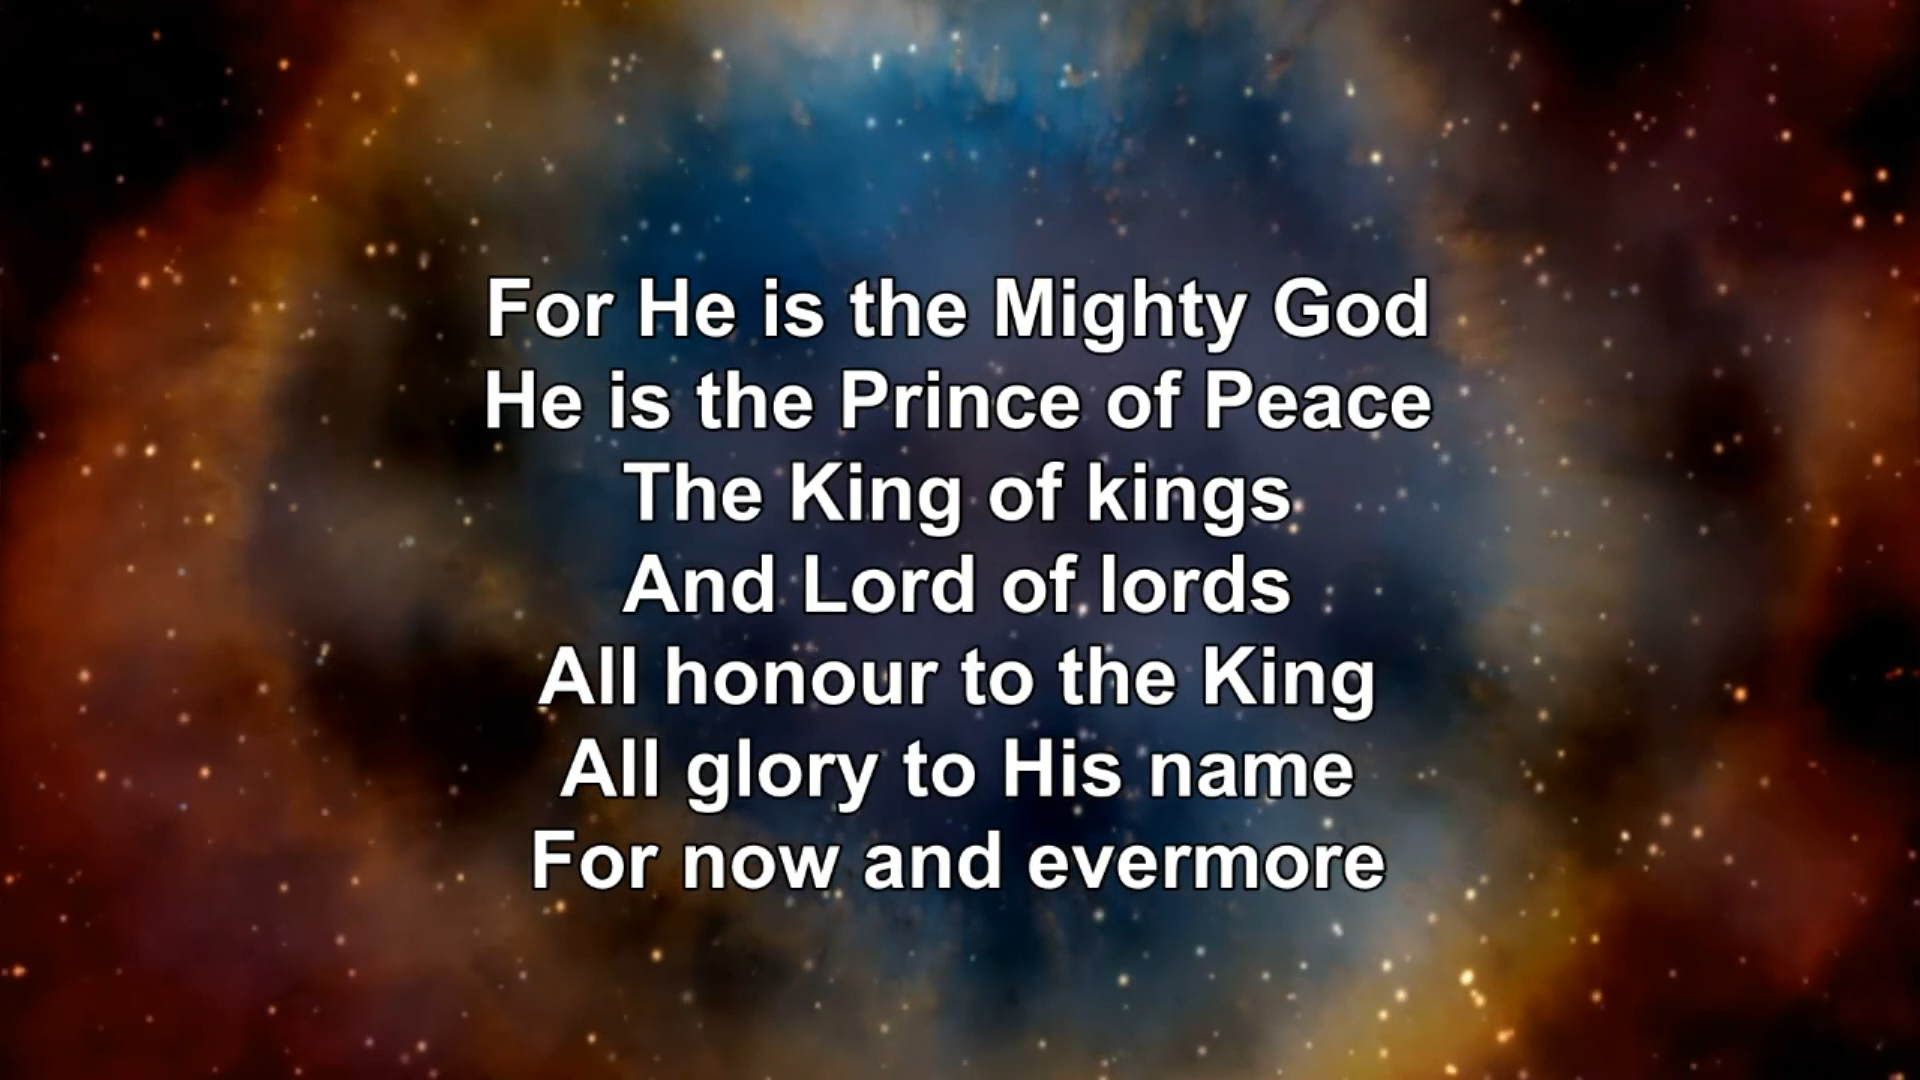 For He is the Mighty God
He is the Prince of Peace
The King of kings
And Lord of lords
All honour to the King
All glory to His name
For now and evermore